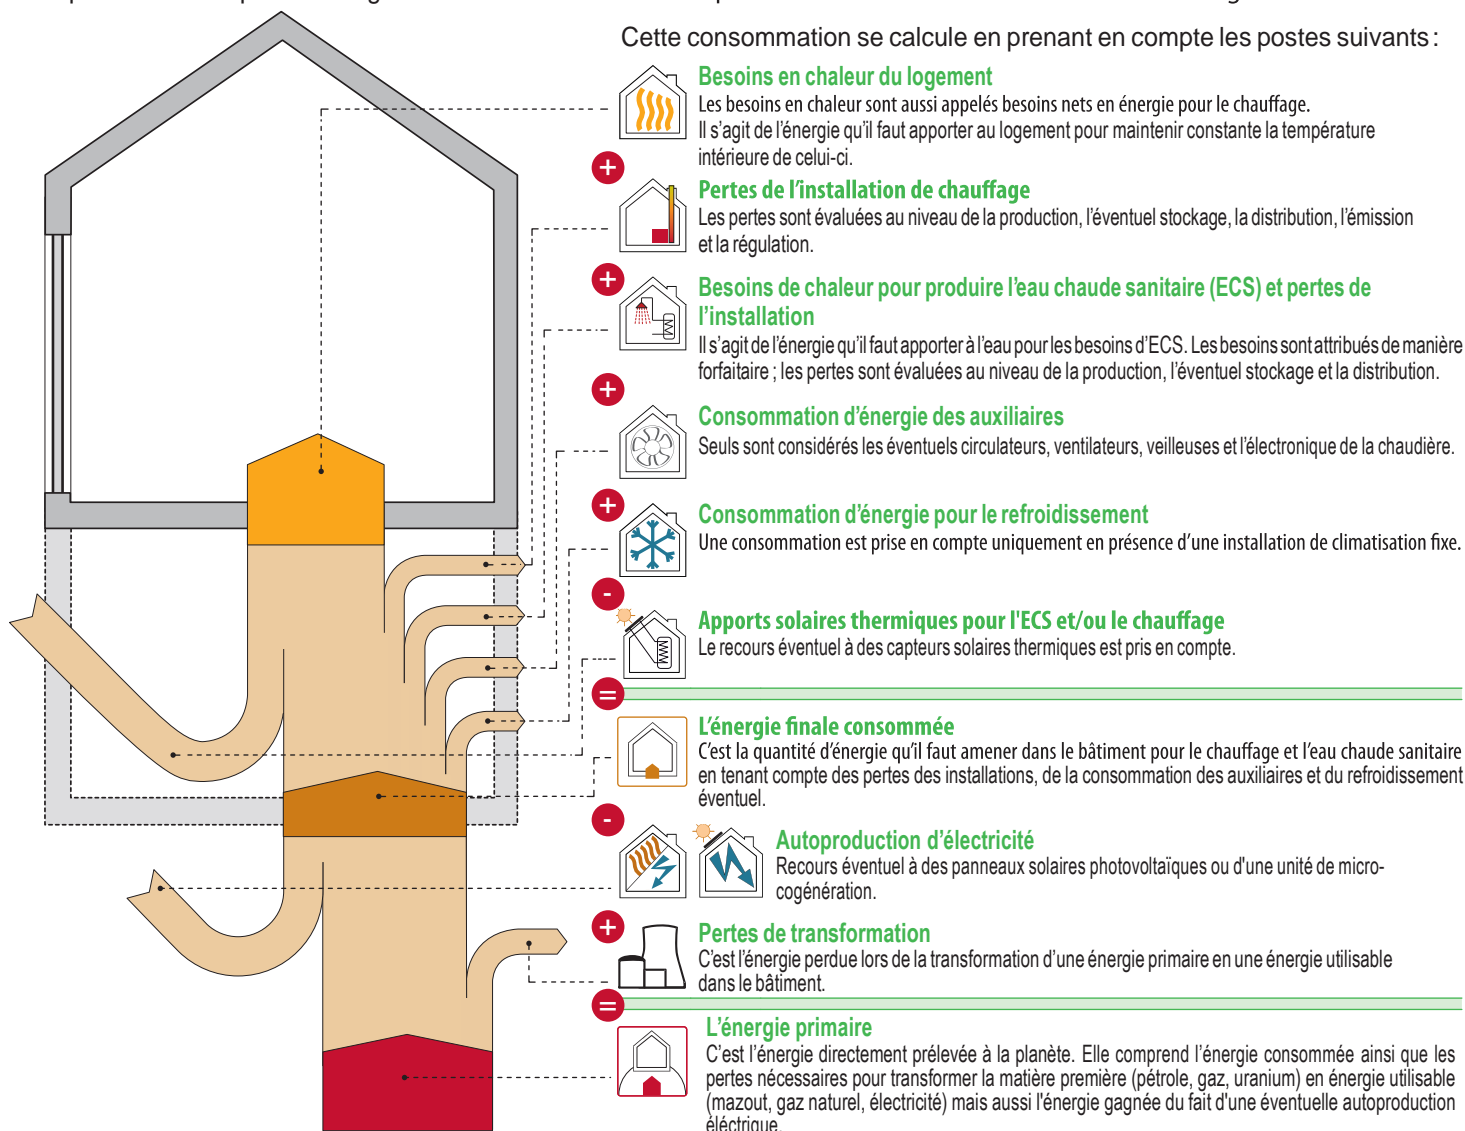 Cette consommation se calcule en prenant en compte les postes suivants :
Besoins en chaleur du logement
Les besoins en chaleur sont aussi appelés besoins nets en énergie pour le chauffage.
Il s’agit de l’énergie qu’il faut apporter au logement pour maintenir constante la température
intérieure de celui-ci.
+
Pertes de l’installation de chauffage
Les pertes sont évaluées au niveau de la production, l’éventuel stockage, la distribution, l’émission
et la régulation.
+
Besoins de chaleur pour produire l’eau chaude sanitaire (ECS) et pertes de
l’installation
Il s’agit de l’énergie qu’il faut apporter à l’eau pour les besoins d’ECS. Les besoins sont attribués de manière
forfaitaire ; les pertes sont évaluées au niveau de la production, l’éventuel stockage et la distribution.
+
Consommation d’énergie des auxiliaires
Seuls sont considérés les éventuels circulateurs, ventilateurs, veilleuses et l’électronique de la chaudière.
+
Consommation d’énergie pour le refroidissement
Une consommation est prise en compte uniquement en présence d’une installation de climatisation fixe.
-
Apports solaires thermiques pour l'ECS et/ou le chauffage
Le recours éventuel à des capteurs solaires thermiques est pris en compte.
=
L’énergie finale consommée
C’est la quantité d’énergie qu’il faut amener dans le bâtiment pour le chauffage et l’eau chaude sanitaire
en tenant compte des pertes des installations, de la consommation des auxiliaires et du refroidissement
éventuel.
-
Autoproduction d’électricité
Recours éventuel à des panneaux solaires photovoltaïques ou d'une unité de micro-
cogénération.
+
Pertes de transformation
C’est l’énergie perdue lors de la transformation d’une énergie primaire en une énergie utilisable
dans le bâtiment.
=
L’énergie primaire
C’est l’énergie directement prélevée à la planète. Elle comprend l’énergie consommée ainsi que les
pertes nécessaires pour transformer la matière première (pétrole, gaz, uranium) en énergie utilisable
(mazout, gaz naturel, électricité) mais aussi l'énergie gagnée du fait d'une éventuelle autoproduction
éléctrique.